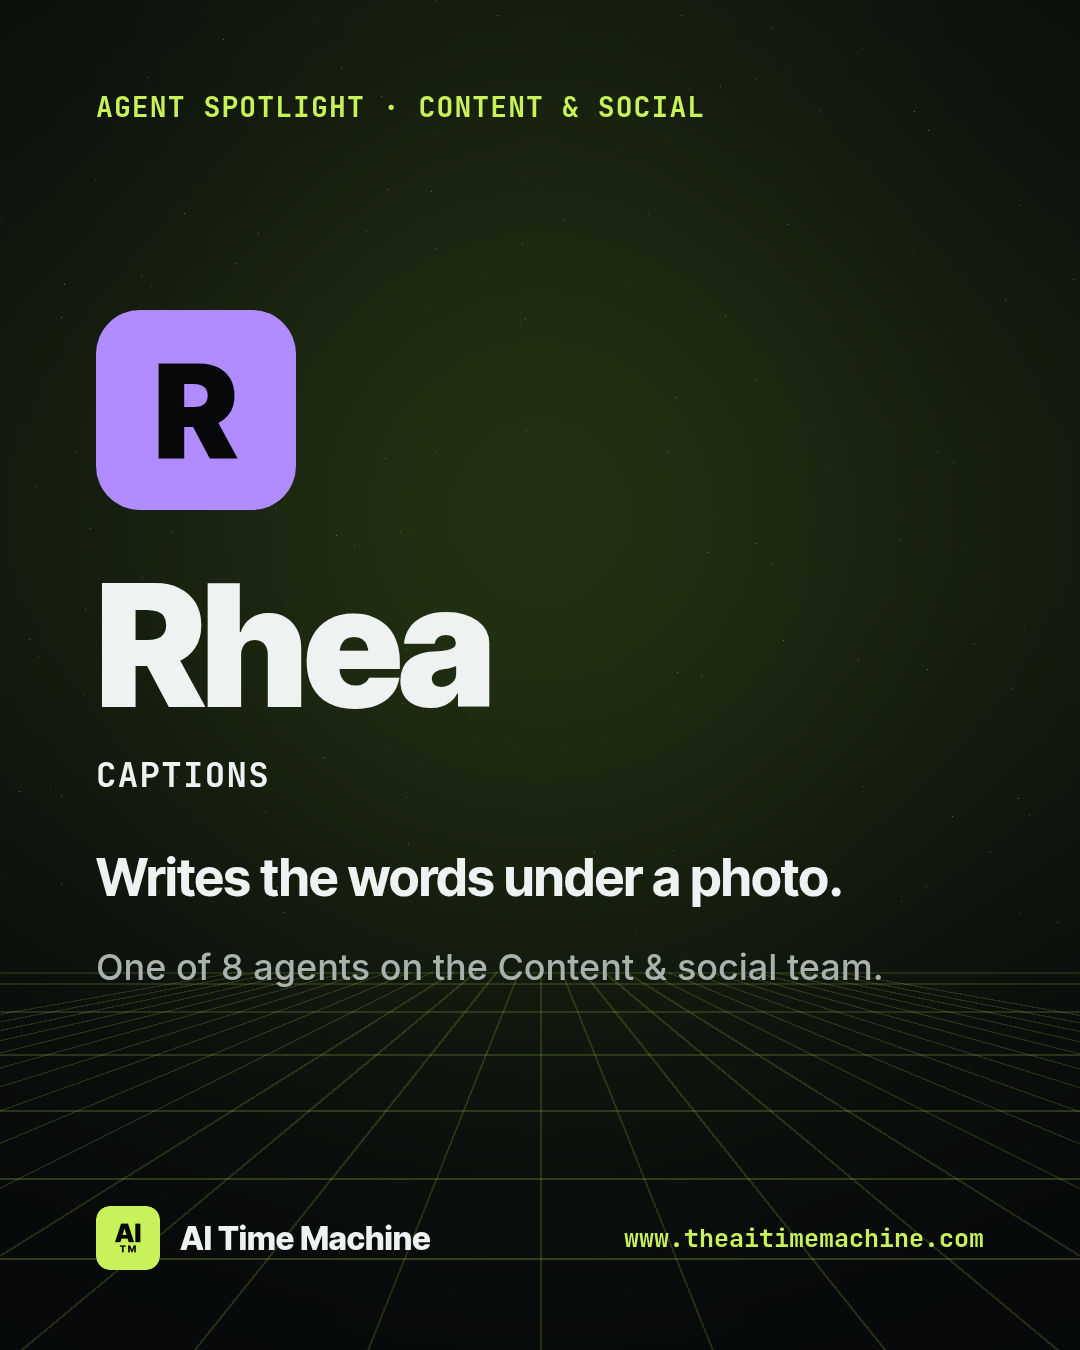 AGENT SPOTLIGHT · CONTENT & SOCIAL
R
Rhea
CAPTIONS
Writes the words under a photo.
One of 8 agents on the Content & social team.
AI
TM
AI Time Machine
www.theaitimemachine.com